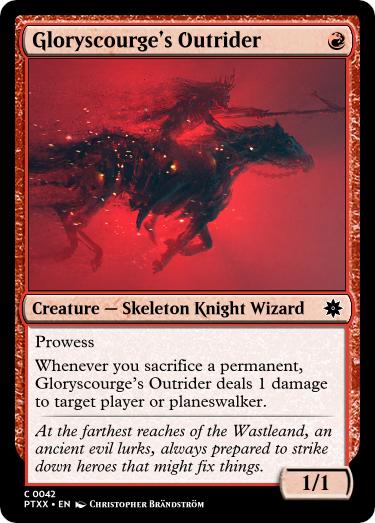 Gloryscourge's Outrider
Creature — Skeleton Knight Wizard
Prowess
Whenever you sacrifice a permanent,
Gloryscourge's Outrider deals 1 damage
to target player or planeswalker.
At the farthest reaches of the Wastleand, an
ancient evil lurks, always prepared to strike
down heroes that might fix things.
1/1
C 0042
PTXX • EN Christopher Brändström